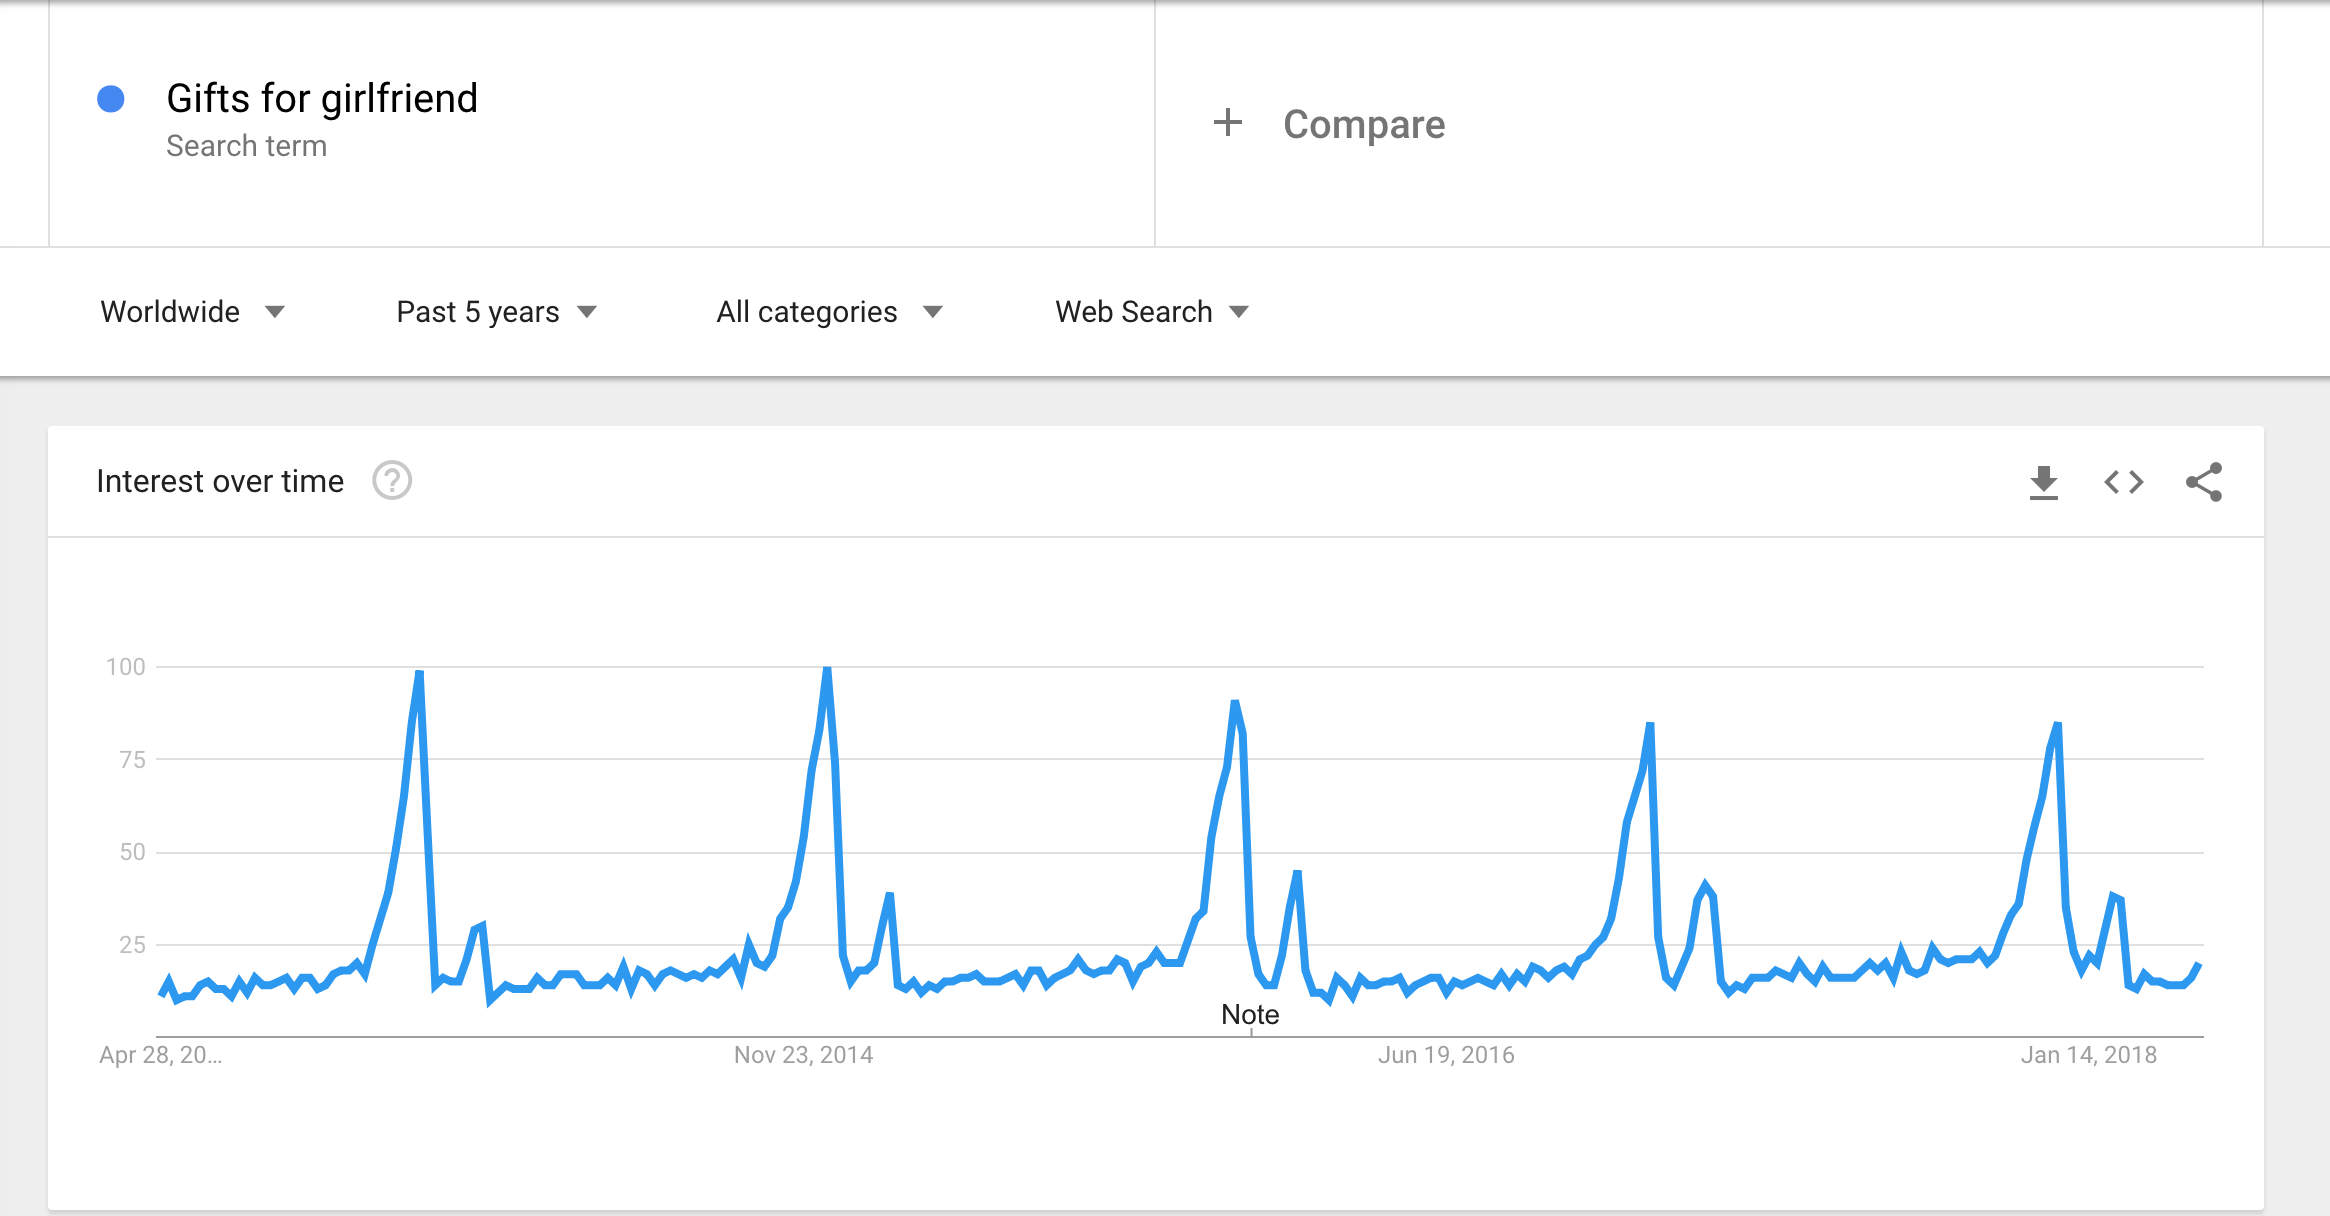 Gifts for girlfriend
Search term
+ Compare
Worldwide
Past 5 years
All categories
Web Search
Interest over time
?
100
75
50
25
Note
Apr 28, 20...
Nov 23, 2014
Jun 19, 2016
Jan 14, 2018